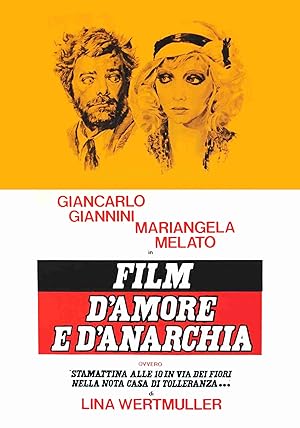 GIANCARLO
GIANNINI
MARIANGELA
MELATO
in
FILM
D'AMORE
E D'ANARCHIA
OVVERO
"STAMATTINA ALLE 10 IN VIA DEI FIORI
NELLA NOTA CASA DI TOLLERANZA...
di
LINA WERTMULLER